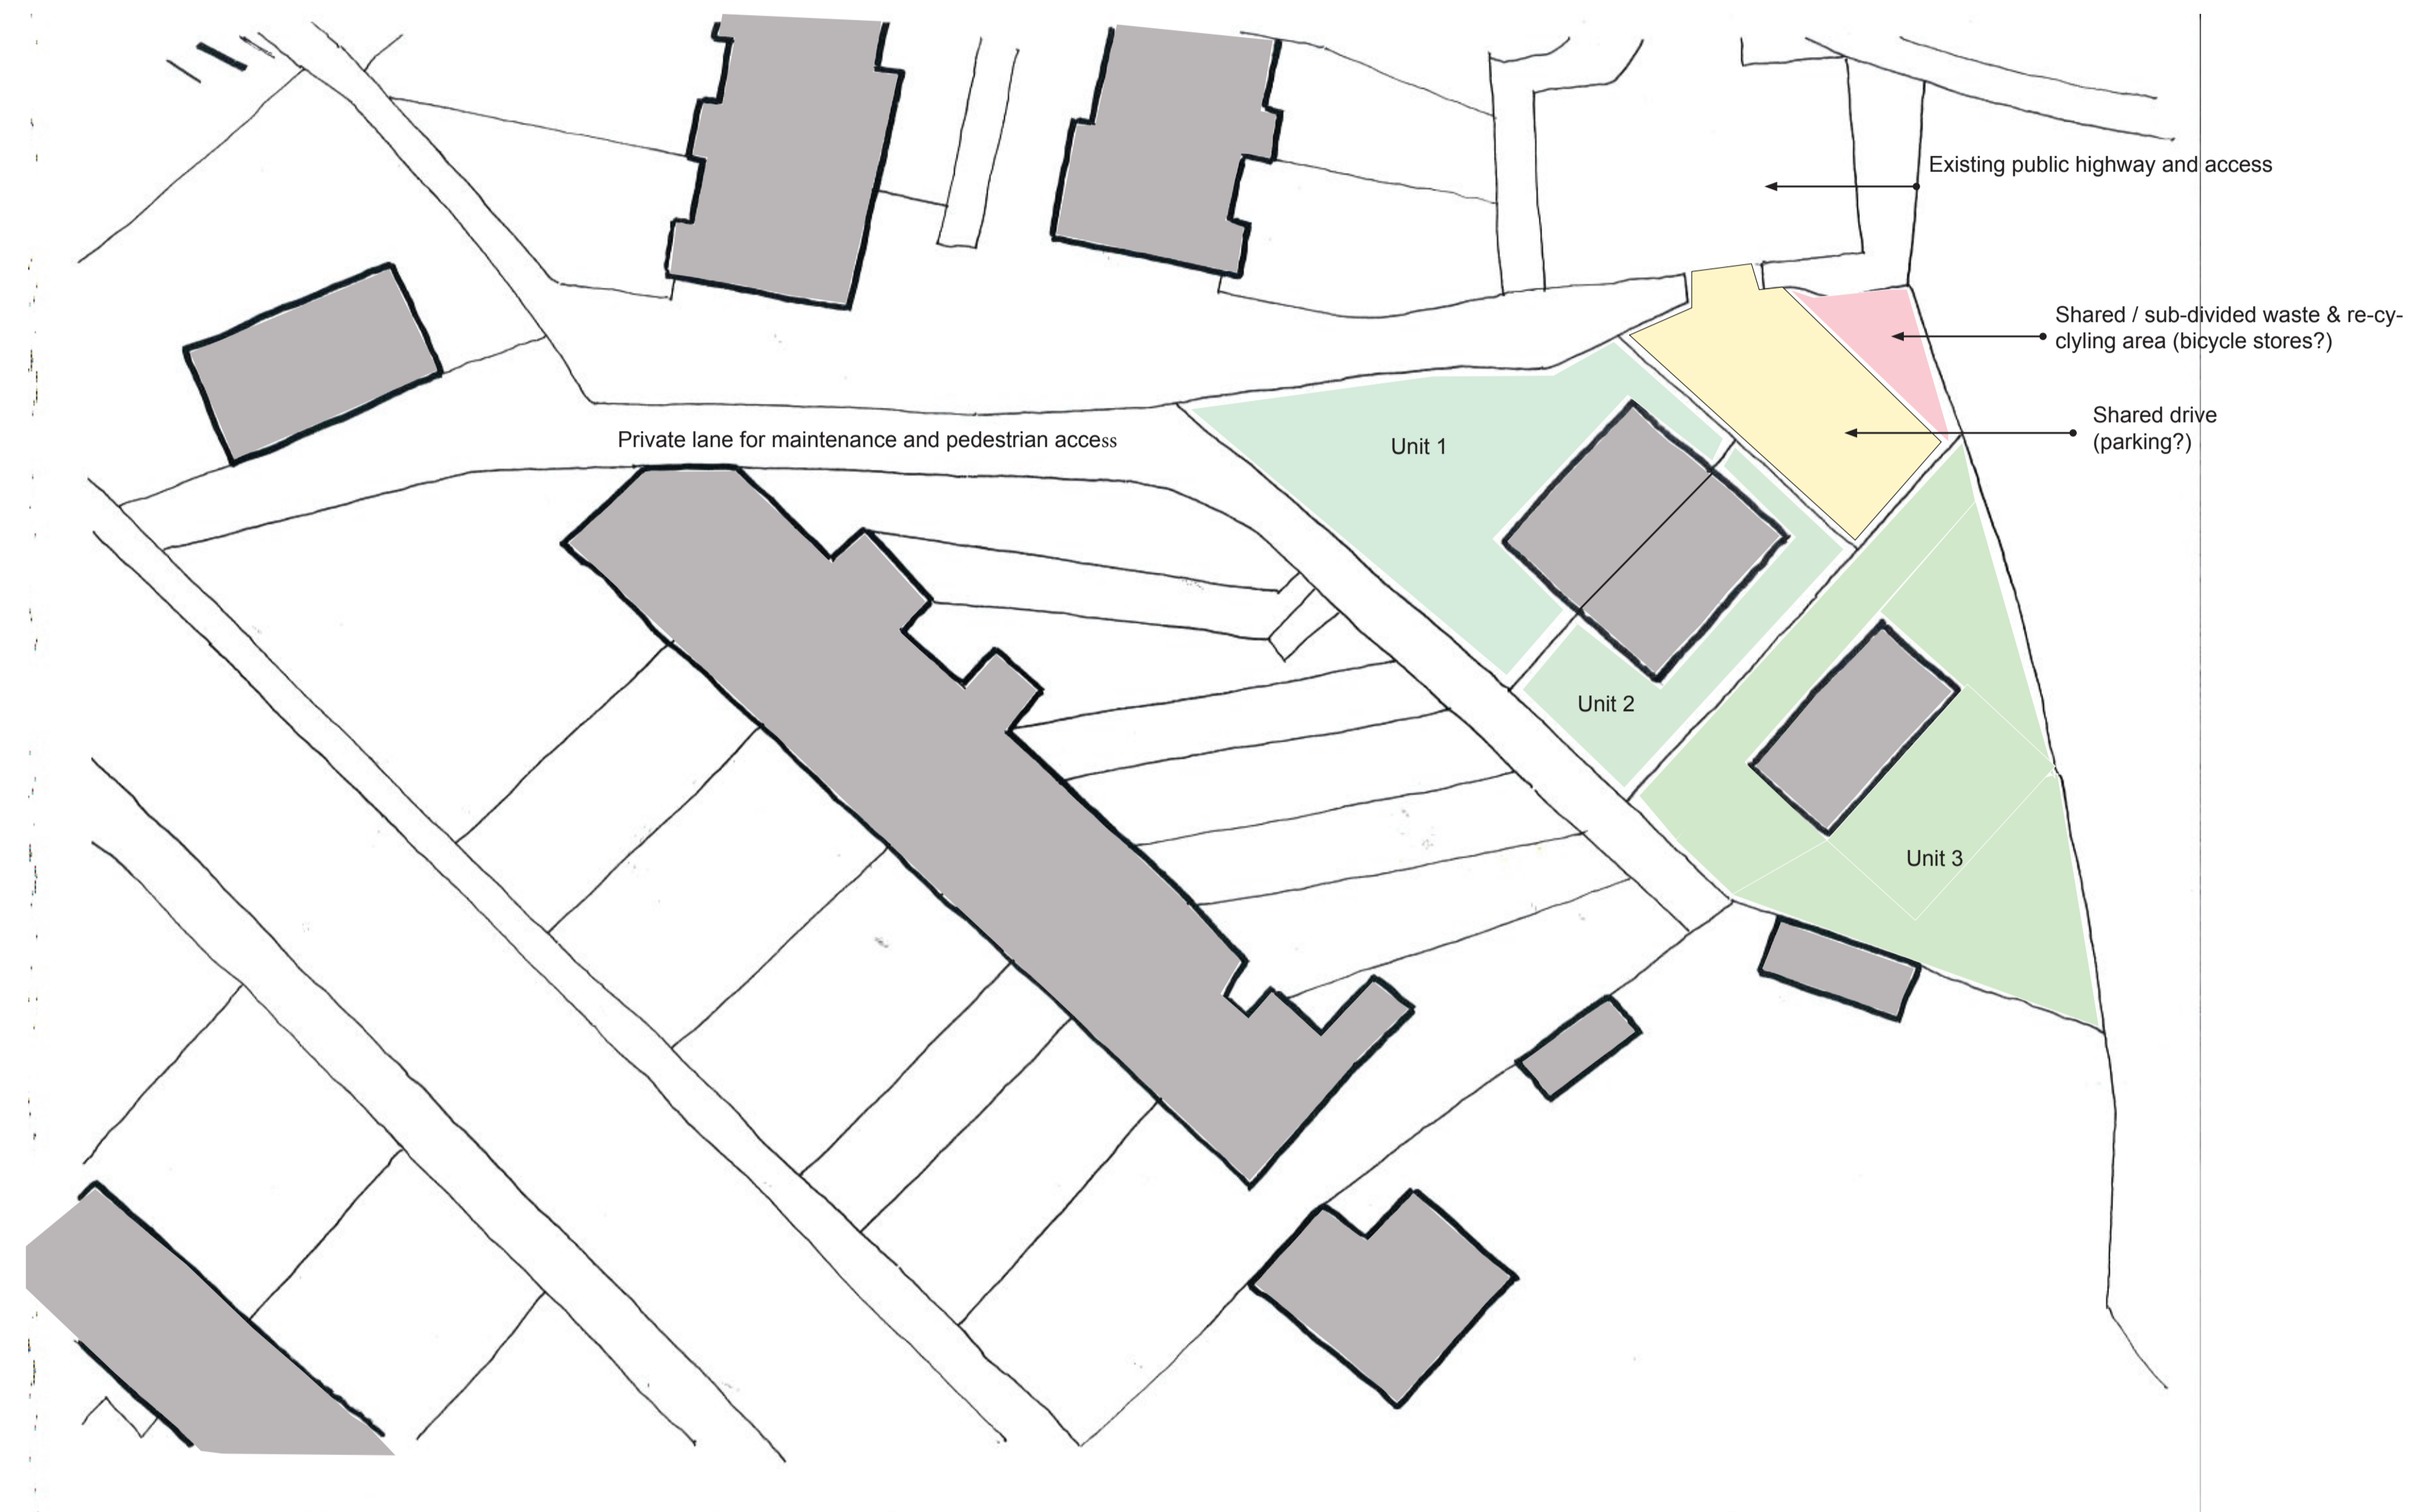 Existing public highway and access
Shared / sub-divided waste & re-cy-
clyling area (bicycle stores?)
Shared drive
(parking?)
Private lane for maintenance and pedestrian access
Unit 1
Unit 2
Unit 3